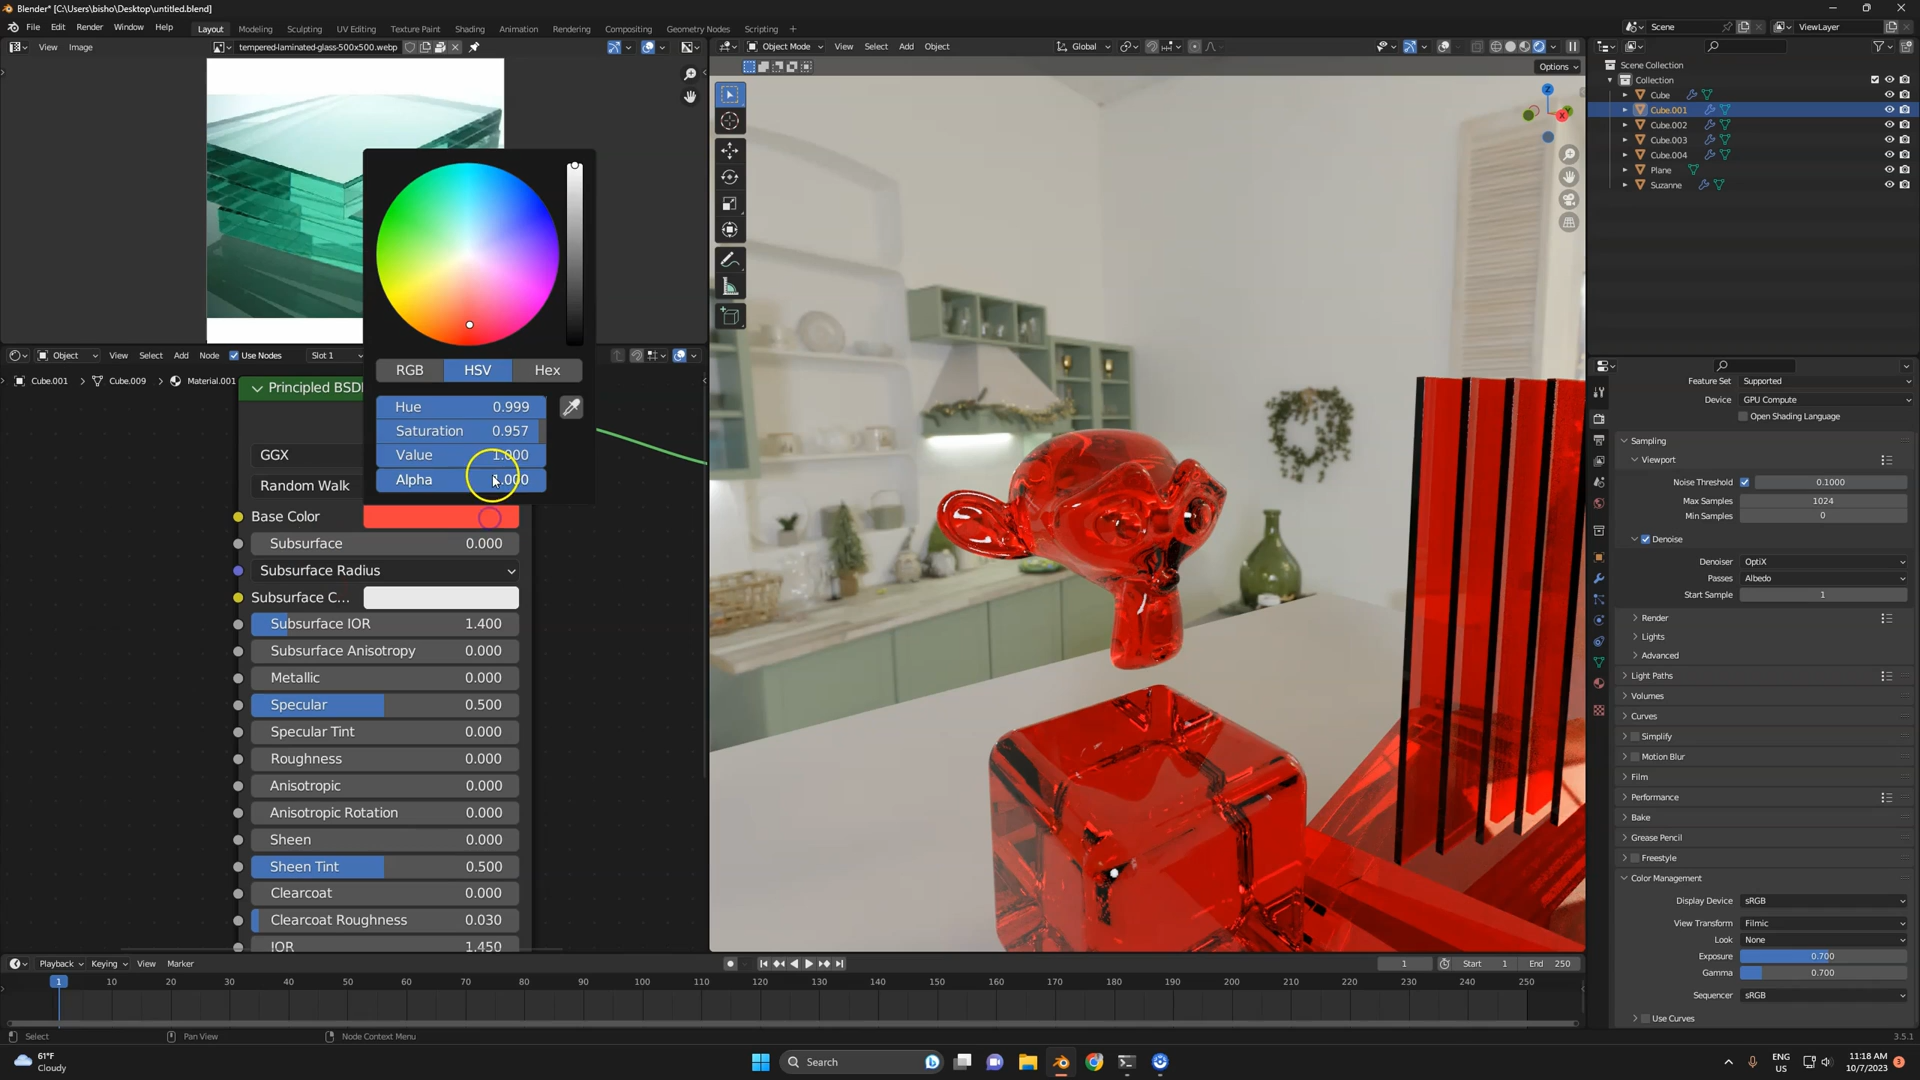 Blender* [C:\Users\bisho\Desktop\untitled.blend]
File Edit Render Window Help Layout Modeling Sculpting UV Editing Texture Paint Shading Animation Rendering Compositing Geometry Nodes Scripting + Scene ViewLayer
View Image tempered-laminated-glass-500x500.webp Object Mode View Select Add Object Global
Options
Scene Collection
Collection
Cube
Cube.001
Cube.002
Cube.003
Cube.004
Plane
Suzanne
Z
X
RGB HSV Hex
Hue 0.999
Saturation 0.957
Value 1.000
Alpha 1.000
Object View Select Add Node Use Nodes Slot 1
Cube.001 Cube.009 Material.001
Principled BSD
GGX
Random Walk
Base Color
Subsurface 0.000
Subsurface Radius
Subsurface C...
Subsurface IOR 1.400
Subsurface Anisotropy 0.000
Metallic 0.000
Specular 0.500
Specular Tint 0.000
Roughness 0.000
Anisotropic 0.000
Anisotropic Rotation 0.000
Sheen 0.000
Sheen Tint 0.500
Clearcoat 0.000
Clearcoat Roughness 0.030
IOR 1.450
Feature Set Supported
Device GPU Compute
Open Shading Language
Sampling
Viewport
Noise Threshold 0.1000
Max Samples 1024
Min Samples 0
Denoise
Denoiser OptiX
Passes Albedo
Start Sample 1
Render
Lights
Advanced
Light Paths
Volumes
Curves
Simplify
Motion Blur
Film
Performance
Bake
Grease Pencil
Freestyle
Color Management
Display Device sRGB
View Transform Filmic
Look None
Exposure 0.700
Gamma 0.700
Sequencer sRGB
Use Curves
Playback Keying View Marker 1 Start 1 End 250
1 10 20 30 40 50 60 70 80 90 100 110 120 130 140 150 160 170 180 190 200 210 220 230 240 250
Select Pan View Node Context Menu 3.5.1
61°F
Cloudy
Search
ENG
US
11:18 AM
10/7/2023
3